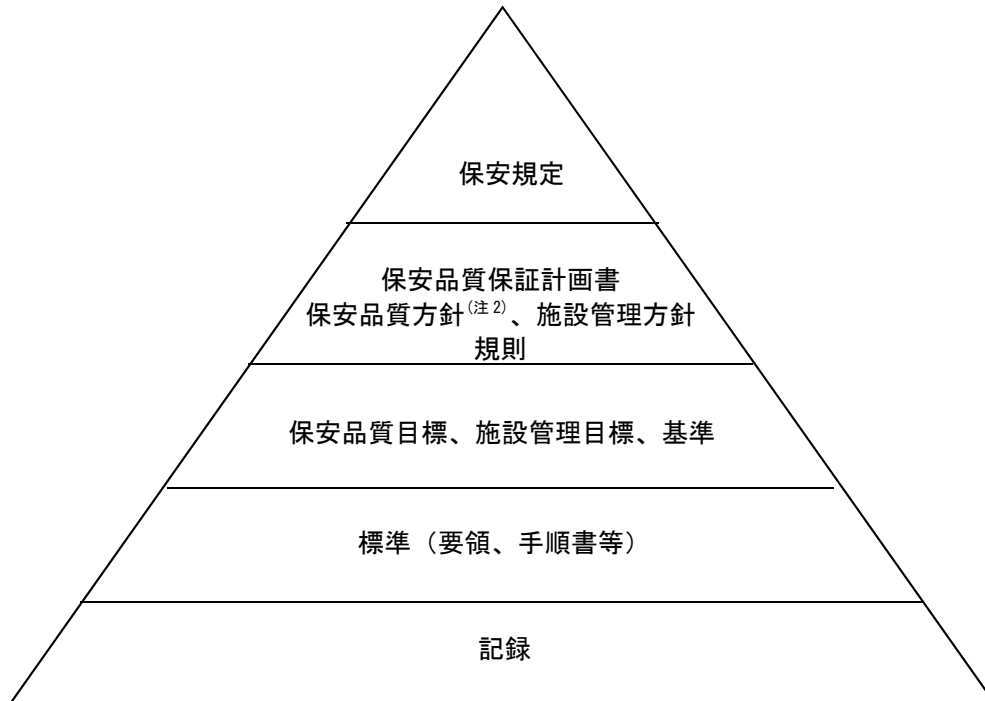 保安規定
保安品質保証計画書
保安品質方針(注2)、施設管理方針
規則
保安品質目標、施設管理目標、基準
標準（要領、手順書等）
記録